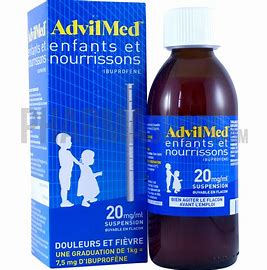 AdvilMed
enfants et
nourrissons
IBUPROFÈNE
20 mg/ml
SUSPENSION
BUVABLE EN FLACON
DOULEURS ET FIÈVRE
UNE GRADUATION DE 1kg =
7,5 mg D'IBUPROFÈNE
AdvilMed
enfants et
nourrissons
IBUPROFÈNE
20 mg/ml
SUSPENSION
BUVABLE EN FLACON
BIEN AGITER LE FLACON
AVANT L'EMPLOI